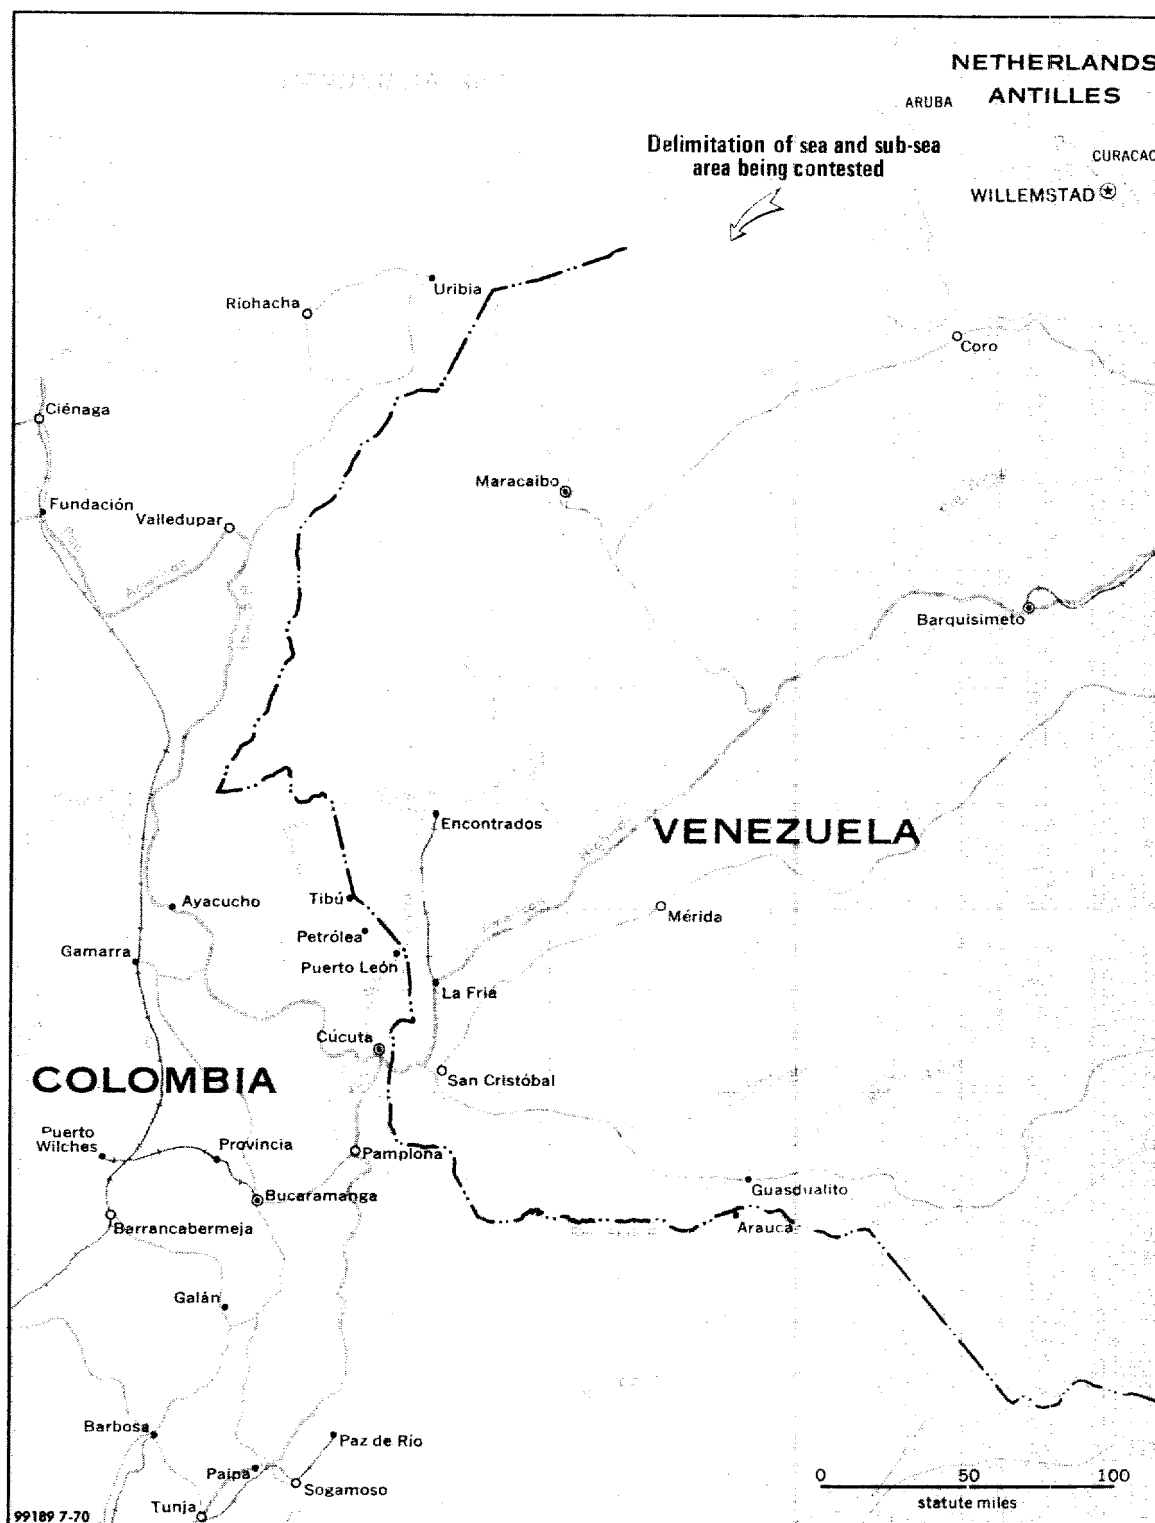 NETHERLANDS
ANTILLES
ARUBA
Delimitation of sea and sub-sea
area being contested
CURACAO
WILLEMSTAD
Uribia
Riohacha
Coro
Ciénaga
Maracaibo
Fundación
Valledupar
Barquisimeto
VENEZUELA
Encontrados
Ayacucho
Tibú
Mérida
Petrólea
Gamarra
Puerto León
La Fria
Cúcuta
COLOMBIA
San Cristóbal
Puerto
Wilches
Provincia
Pamplona
Guasdualito
Bucaramanga
Arauca
Barrancabermeja
Galán
Barbosa
Paz de Rio
Paipa
Sogamoso
Tunja
0 50 100
statute miles
99189 7-70